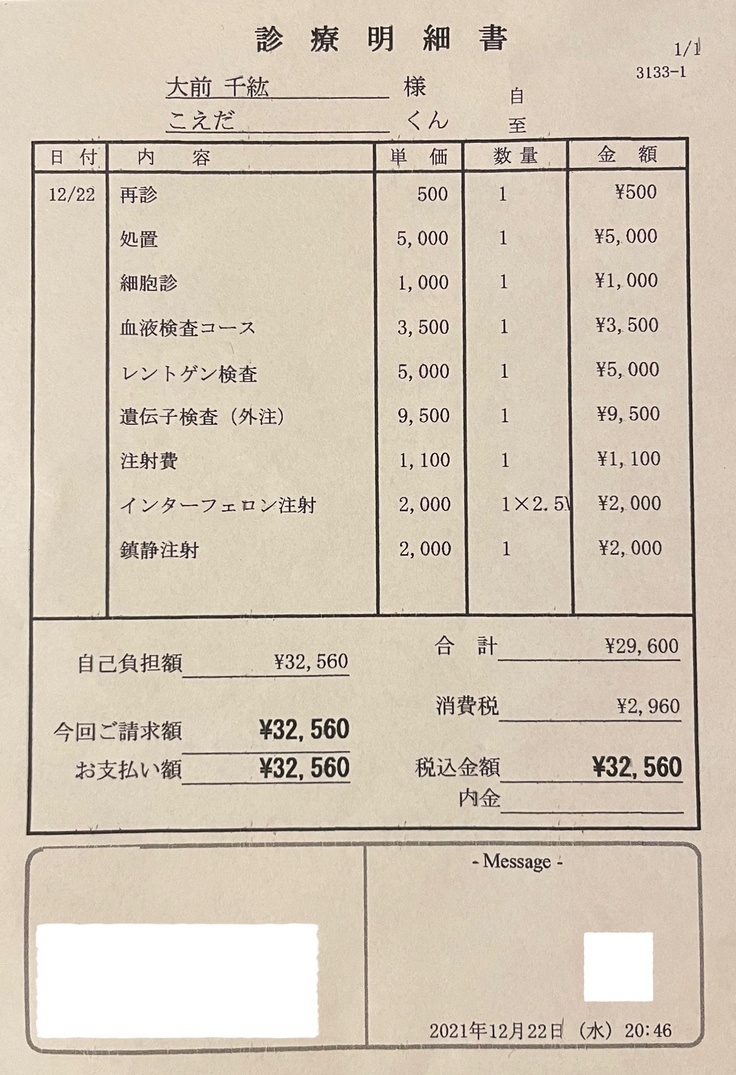 診療明細書
1/1
3133-1
大前 千紘 様
自
こえだ くん
至
日付 内容 単価 数量 金額
12/22 再診 500 1 ¥500
処置 5,000 1 ¥5,000
細胞診 1,000 1 ¥1,000
血液検査コース 3,500 1 ¥3,500
レントゲン検査 5,000 1 ¥5,000
遺伝子検査（外注） 9,500 1 ¥9,500
注射費 1,100 1 ¥1,100
インターフェロン注射 2,000 1×2.5 ¥2,000
鎮静注射 2,000 1 ¥2,000
合計 ¥29,600
自己負担額 ¥32,560
消費税 ¥2,960
今回ご請求額 ¥32,560
お支払い額 ¥32,560
税込金額 ¥32,560
内金
- Message -
2021年12月22日（水）20:46